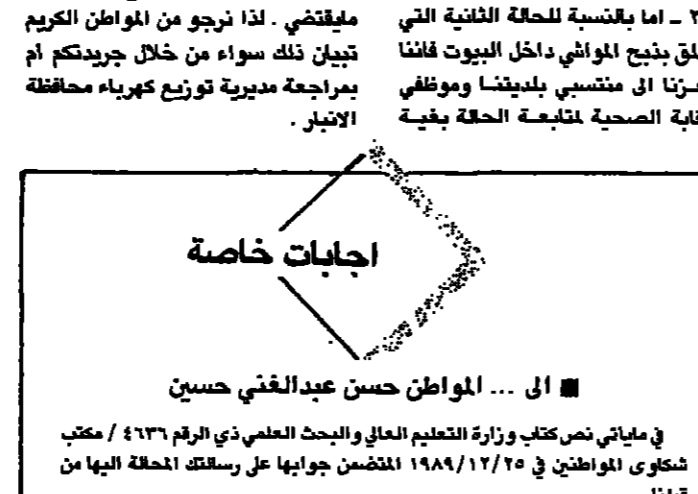 مايقتضي . لذا نرجو من المواطن الكريم
تبيان ذلك سواء من خلال جريدتكم أم
بمراجعة مديرية توزيع كهرباء محافظة
الانبار .
٢ ـ اما بالنسبة للحالة الثانية التي
بذبح المواشي داخل البيوت فاننا
الى منتسبي بلديتنا وموظفي
الصحية لمتابعة الحالة بغية
اجابات خاصة
الى ... المواطن حسن عبدالغني حسين
في ماياتي نص كتاب وزارة التعليم العالي والبحث العلمي ذي الرقم ٤٦٣٦ / مكتب
شكاوى المواطنين في ١٩٨٩/١٢/٢٥ المتضمن جوابها على رسالتك المحالة اليها من